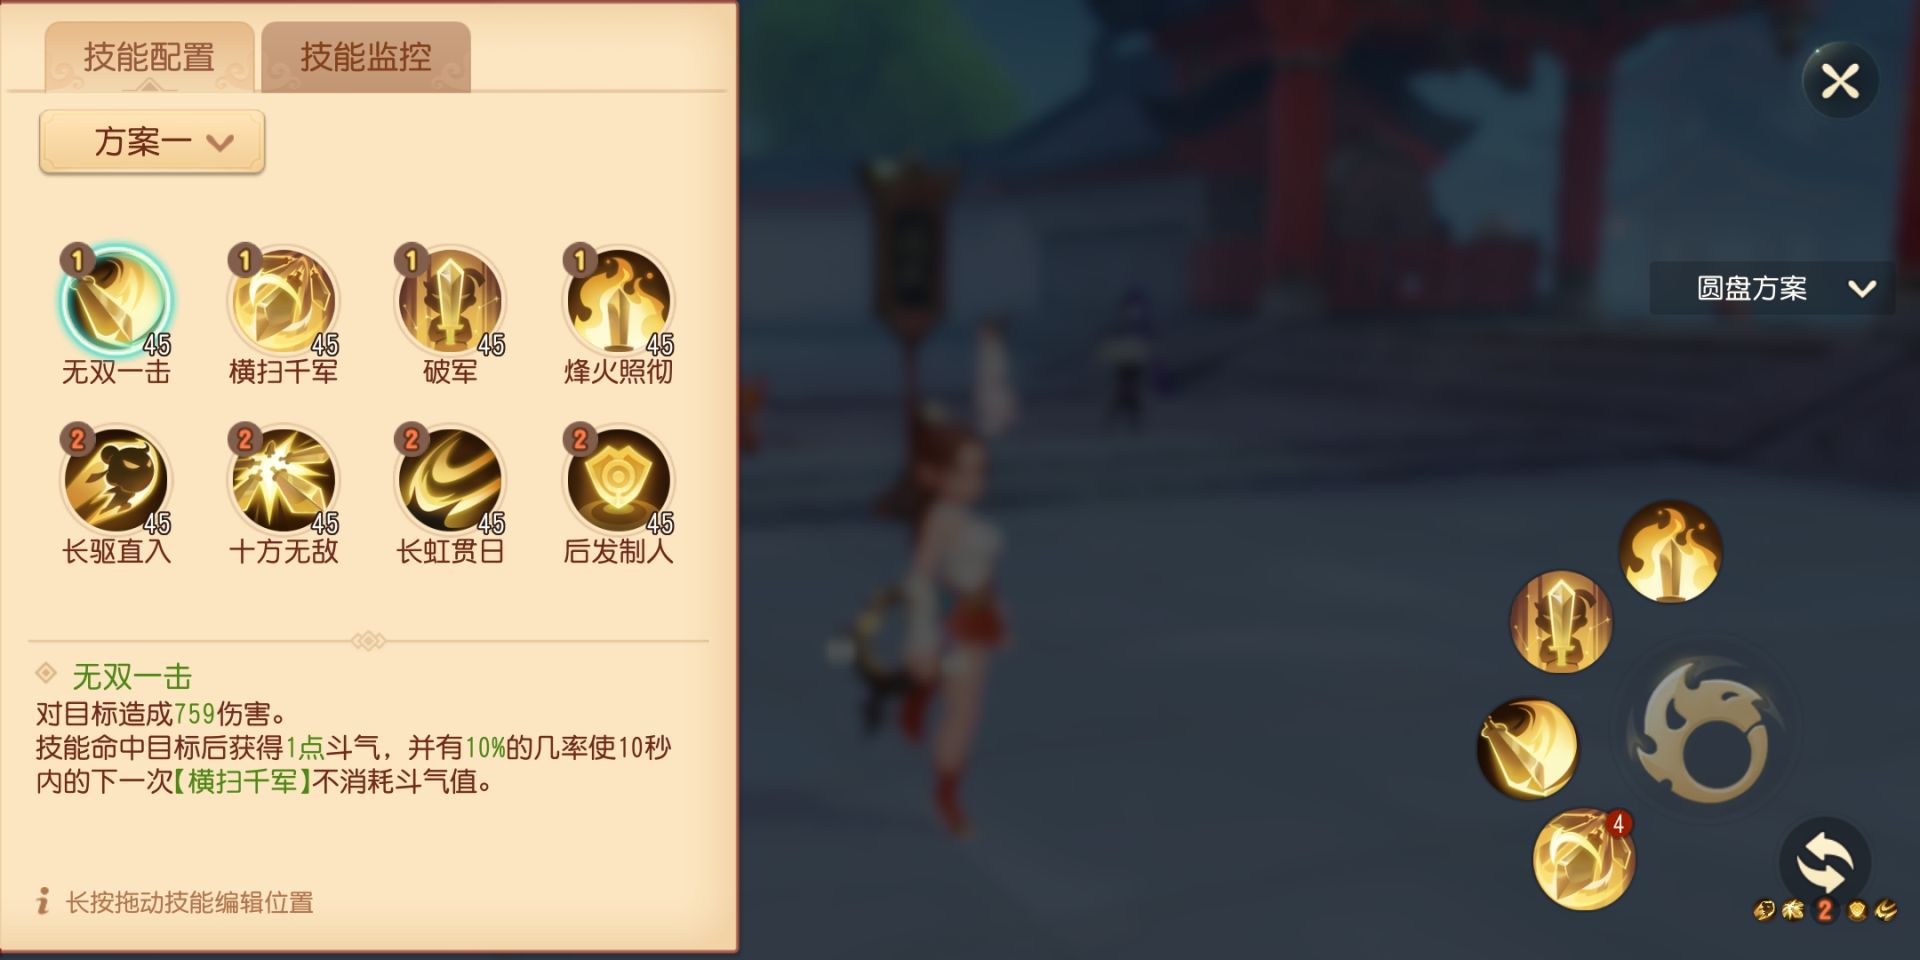 技能配置
技能监控
方案一
圆盘方案
1
45
无双一击
1
45
横扫千军
1
45
破军
1
45
烽火照彻
2
45
长驱直入
2
45
十方无敌
2
45
长虹贯日
2
45
后发制人
无双一击
对目标造成759伤害。
技能命中目标后获得1点斗气，并有10%的几率使10秒
内的下一次【横扫千军】不消耗斗气值。
长按拖动技能编辑位置
4
2